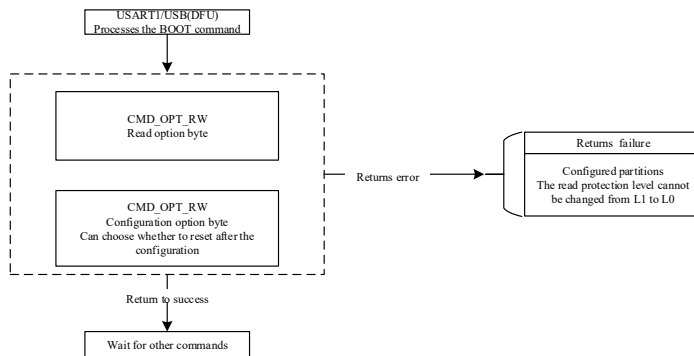 USART1/USB(DFU)
Processes the BOOT command
CMD_OPT_RW
Read option byte
CMD_OPT_RW
Configuration option byte
Can choose whether to reset after the
configuration
Returns error
Returns failure
Configured partitions
The read protection level cannot
be changed from L1 to L0
Return to success
Wait for other commands